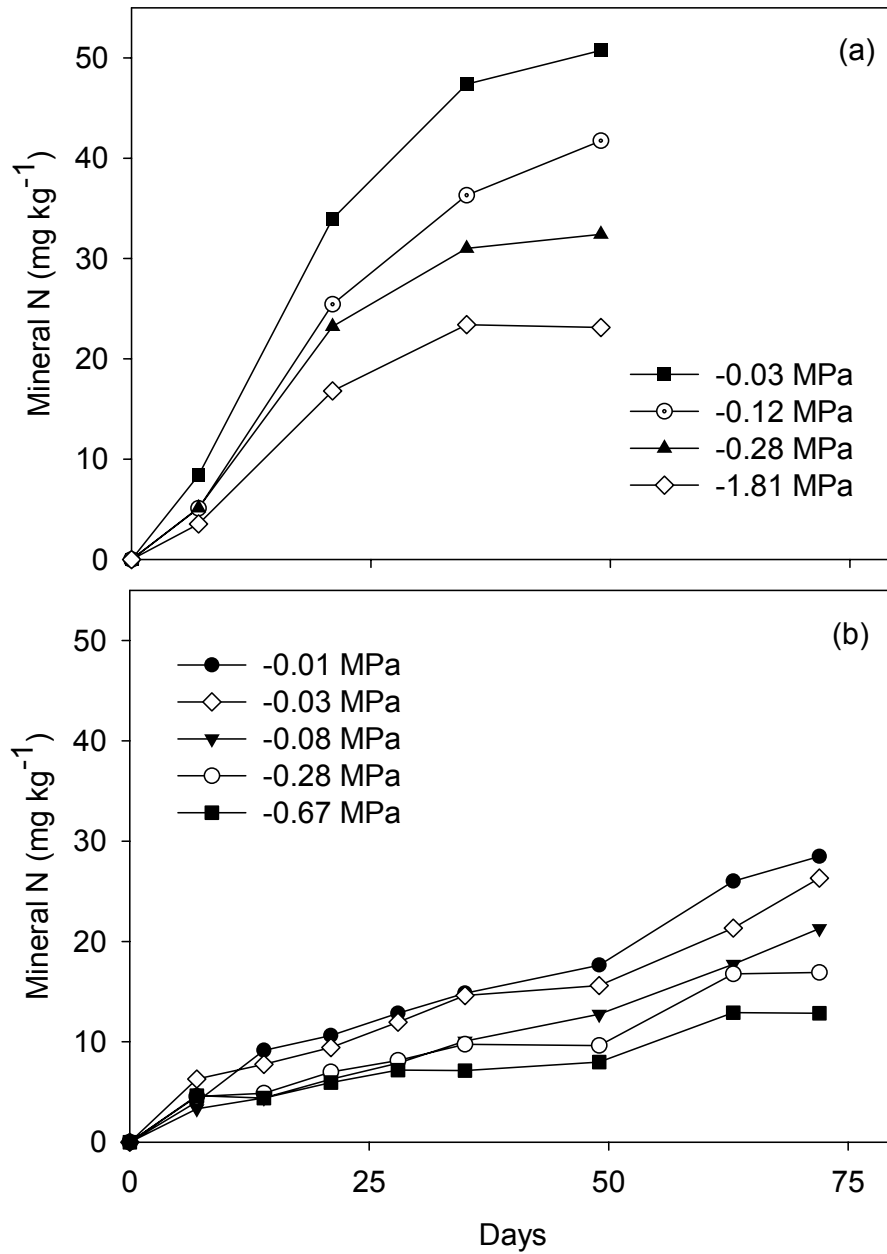 (a)
50
40
30
20
10
0
Mineral N (mg kg-1)
-0.03 MPa
-0.12 MPa
-0.28 MPa
-1.81 MPa
(b)
50
40
30
20
10
0
Mineral N (mg kg-1)
-0.01 MPa
-0.03 MPa
-0.08 MPa
-0.28 MPa
-0.67 MPa
0 25 50 75
Days